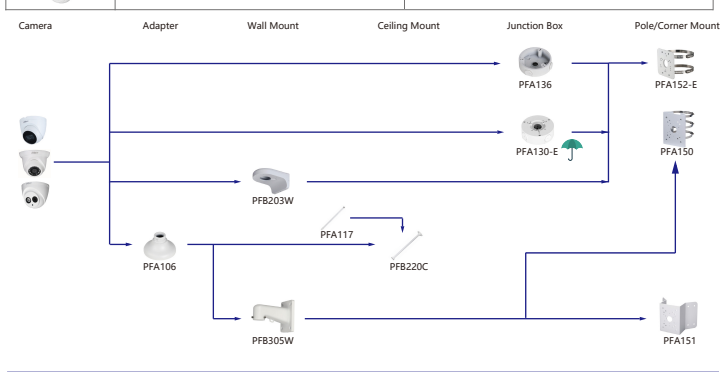 Camera
Adapter
Wall Mount
Ceiling Mount
Junction Box
Pole/Corner Mount
PFA136
PFA152-E
PFA130-E
PFA150
PFB203W
PFA117
PFA106
PFB220C
PFB305W
PFA151